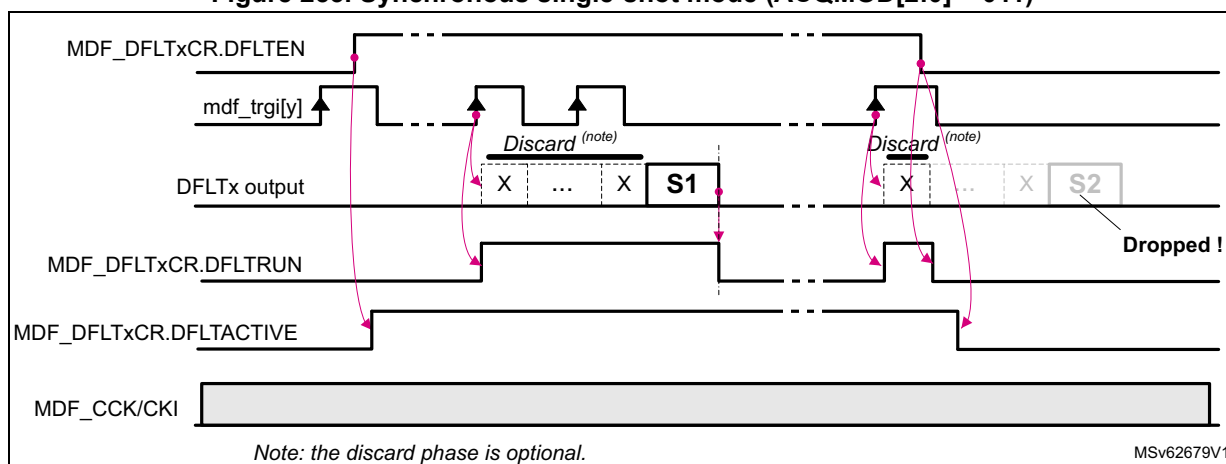 Figure 268. Synchronous single-shot mode (ACQMOD[2:0] = '011')
MDF_DFLTxCR.DFLTEN
mdf_trgi[y]
Discard (note)
Discard (note)
DFLTx output
X
...
X
S1
X
...
X
S2
Dropped !
MDF_DFLTxCR.DFLTRUN
MDF_DFLTxCR.DFLTACTIVE
MDF_CCK/CKI
Note: the discard phase is optional.
MSv62679V1